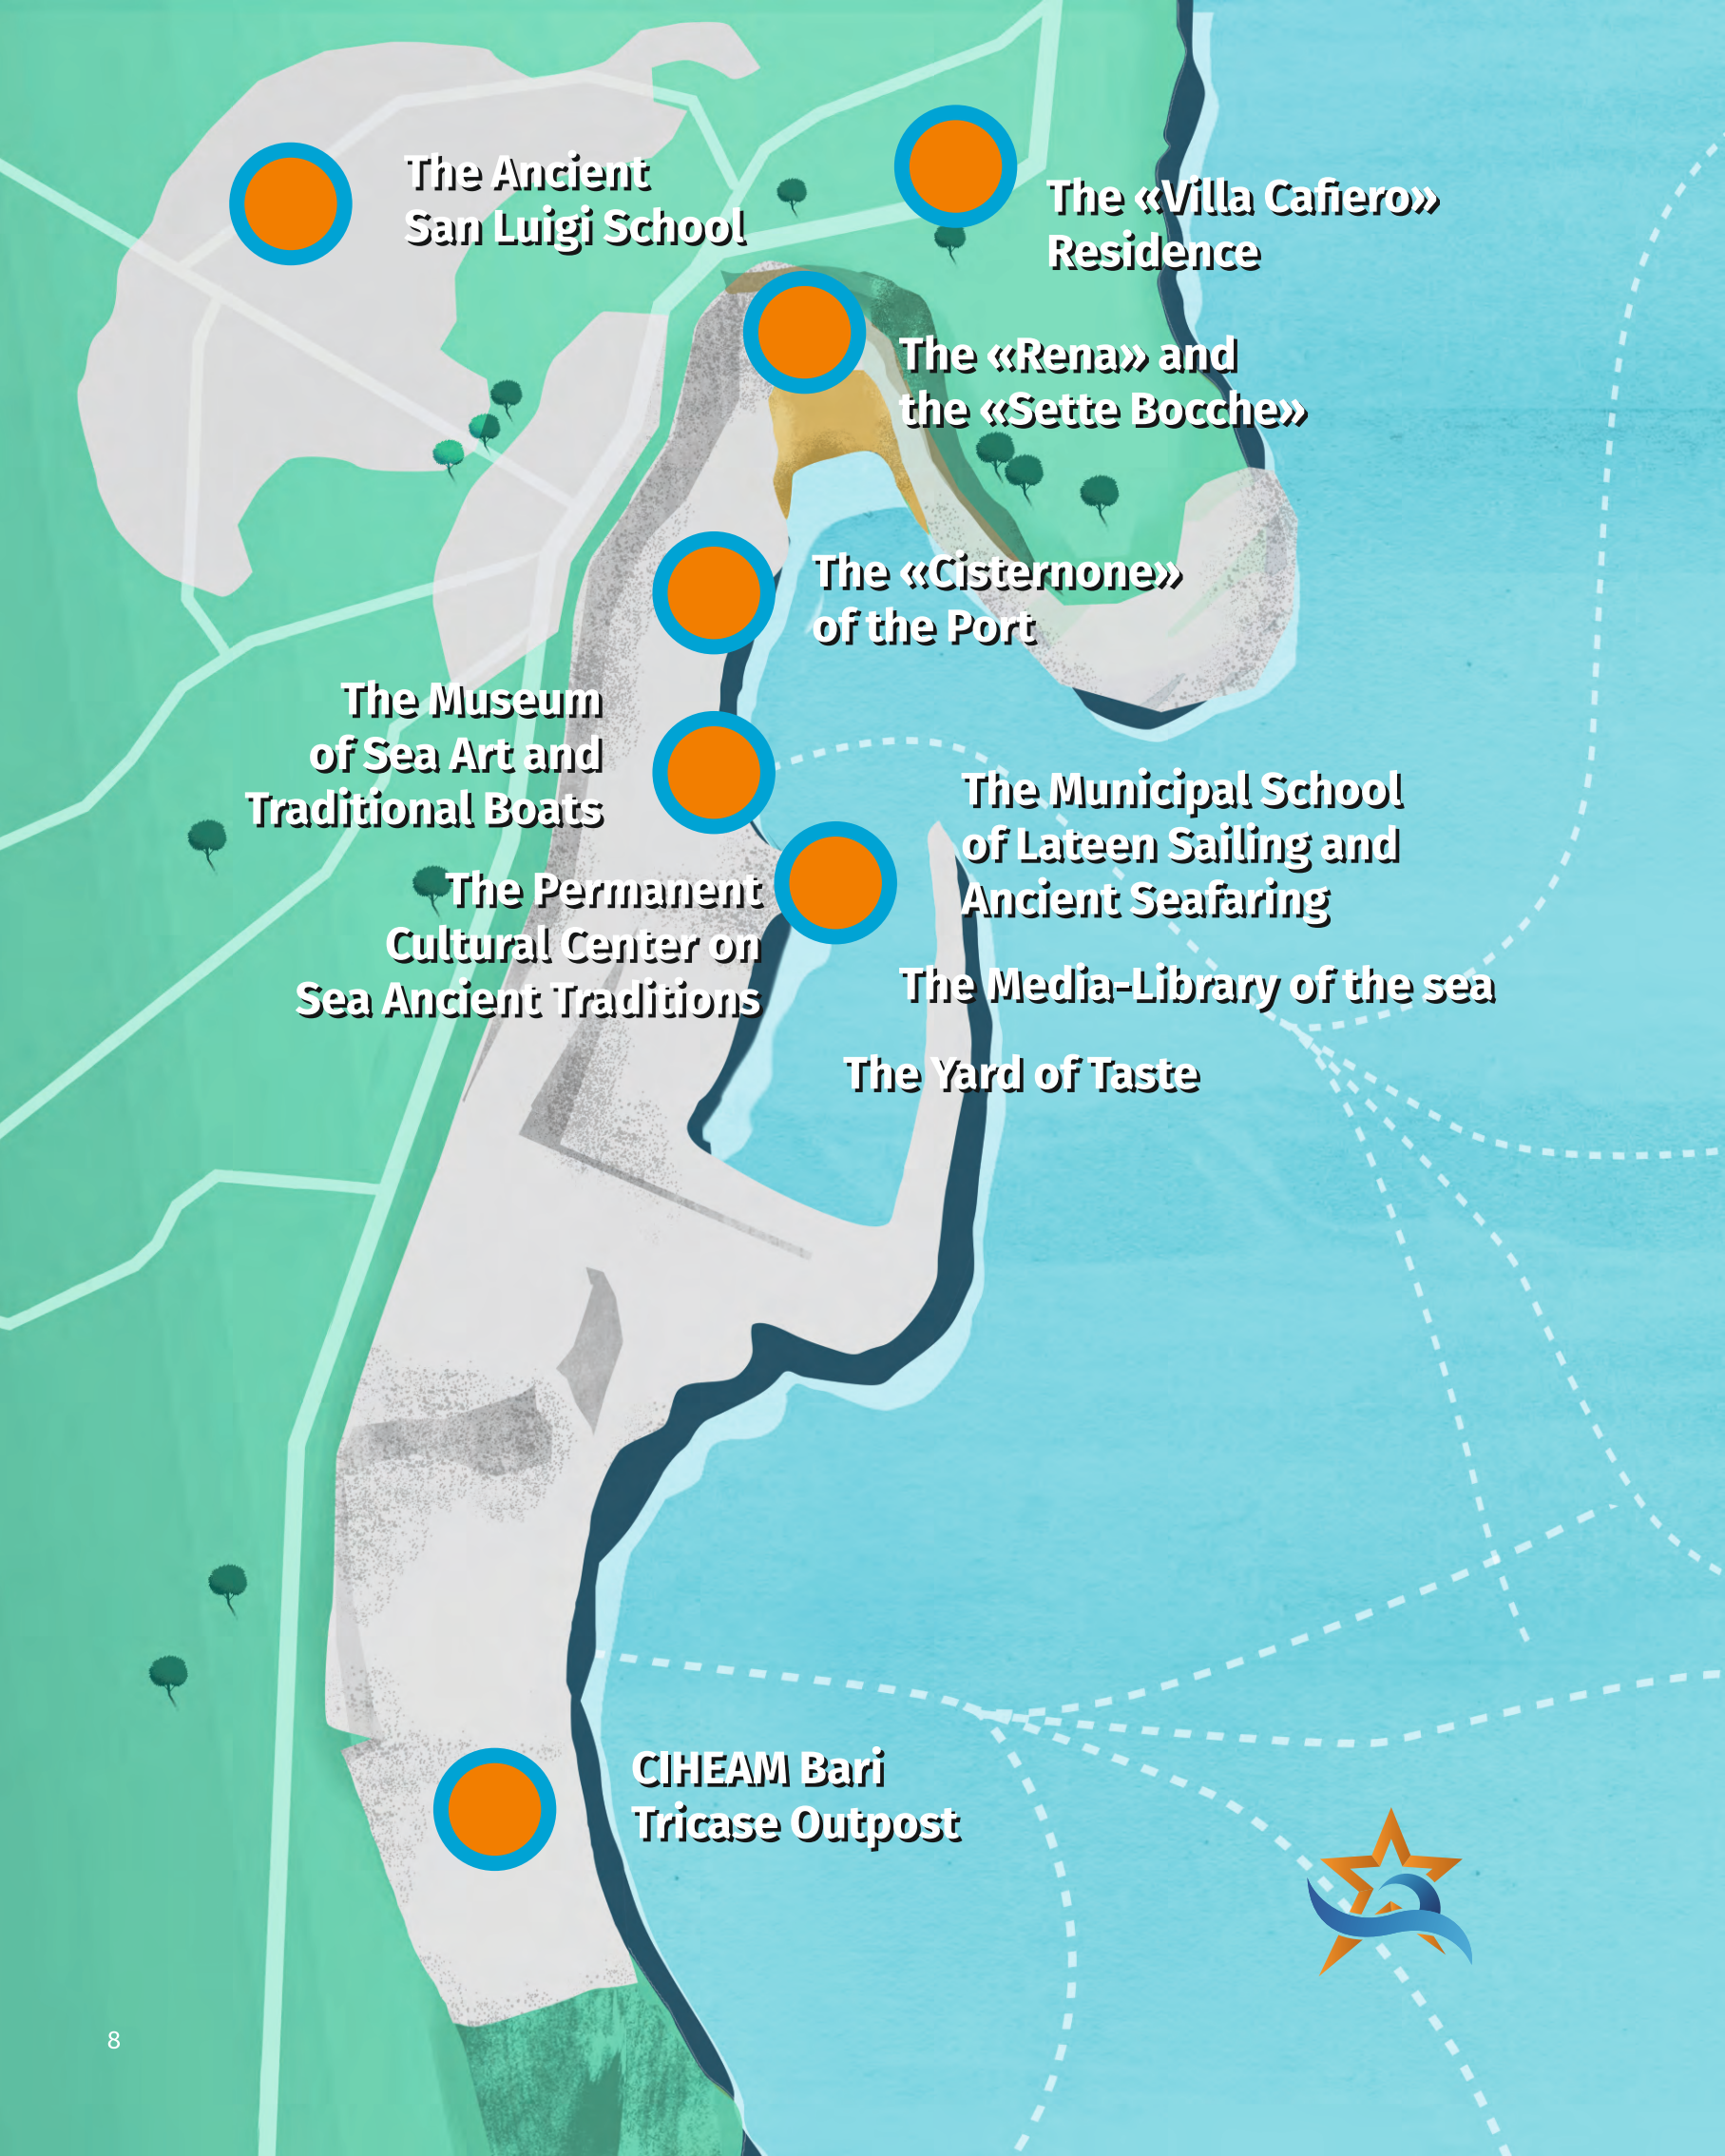 The Ancient
San Luigi School
The «Villa Cafiero»
Residence
The «Rena» and
the «Sette Bocche»
The «Cisternone»
of the Port
The Museum
of Sea Art and
Traditional Boats
The Municipal School
of Lateen Sailing and
Ancient Seafaring
The Permanent
Cultural Center on
Sea Ancient Traditions
The Media-Library of the sea
The Yard of Taste
CIHEAM Bari
Tricase Outpost
8